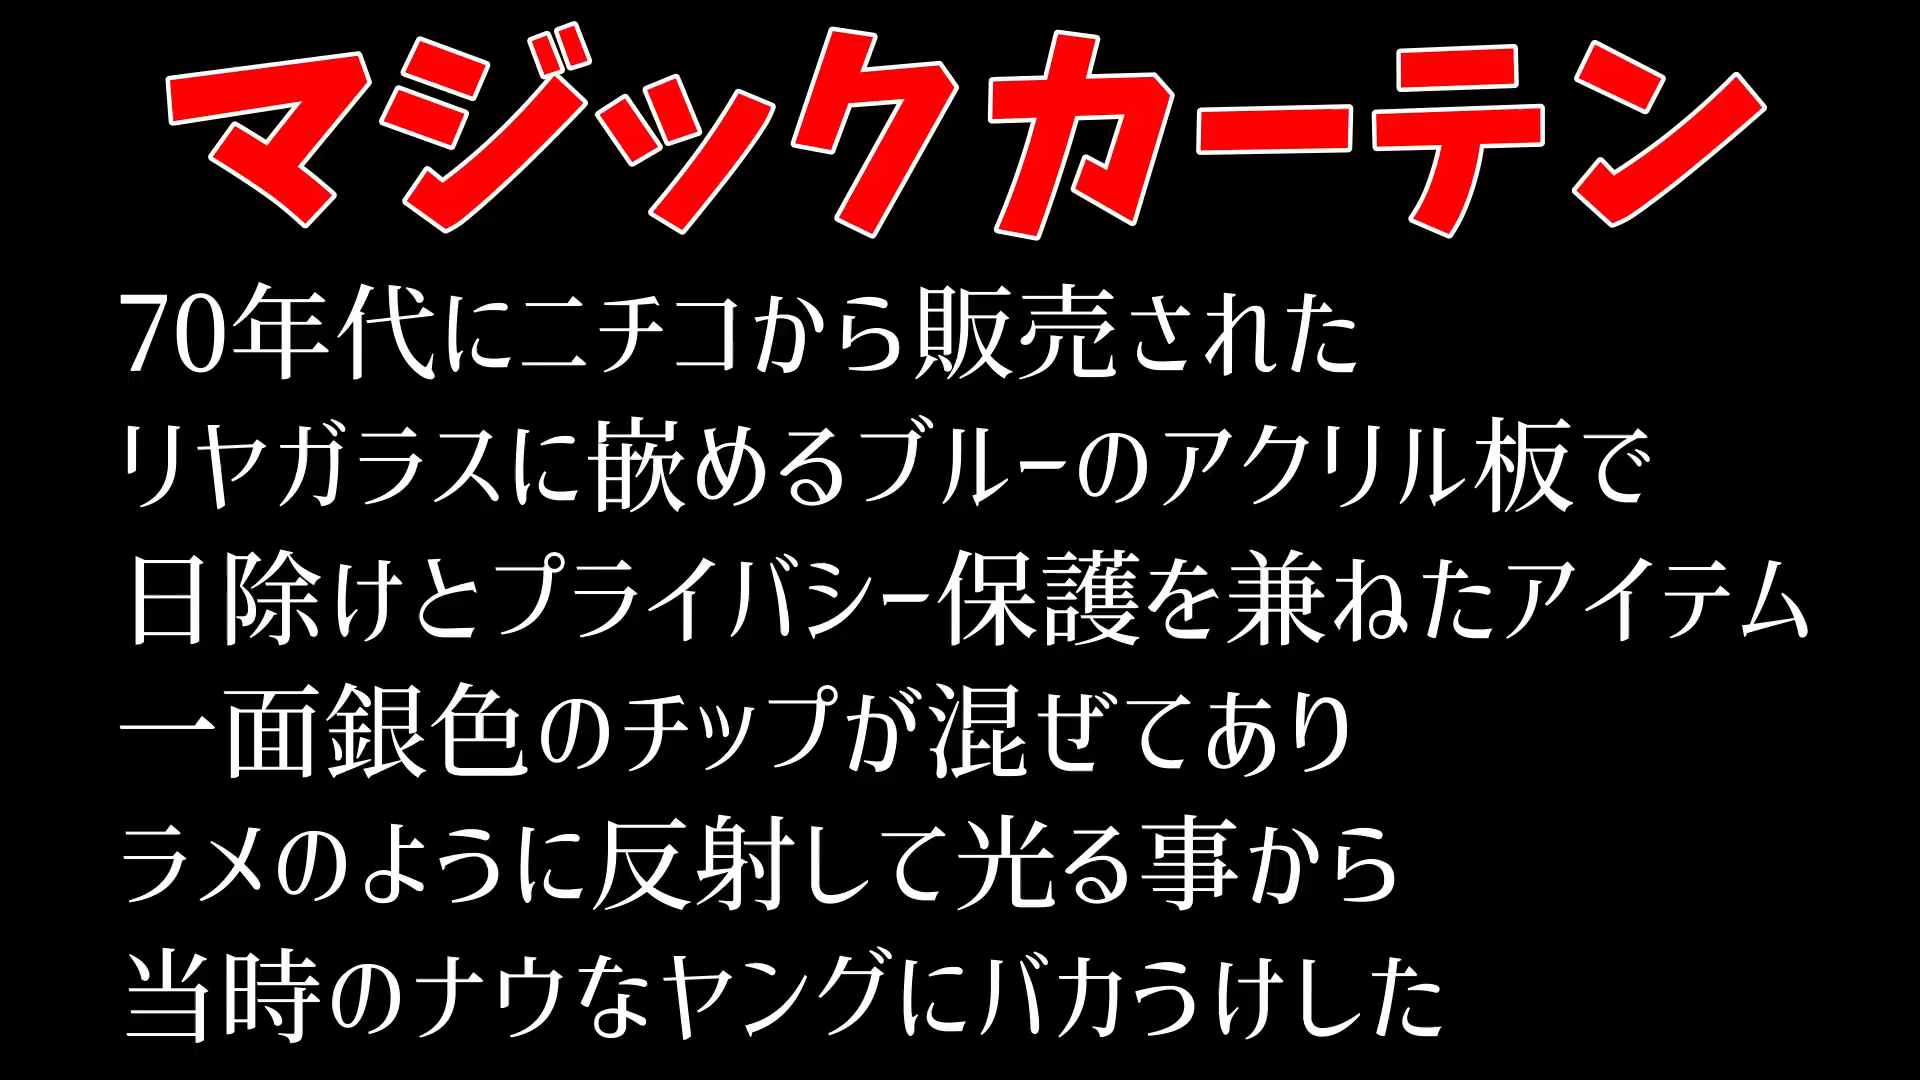 マジックカーテン
70年代にニチコから販売された
リヤガラスに嵌めるブルーのアクリル板で
日除けとプライバシー保護を兼ねたアイテム
一面銀色のチップが混ぜてあり
ラメのように反射して光る事から
当時のナウなヤングにバカうけした